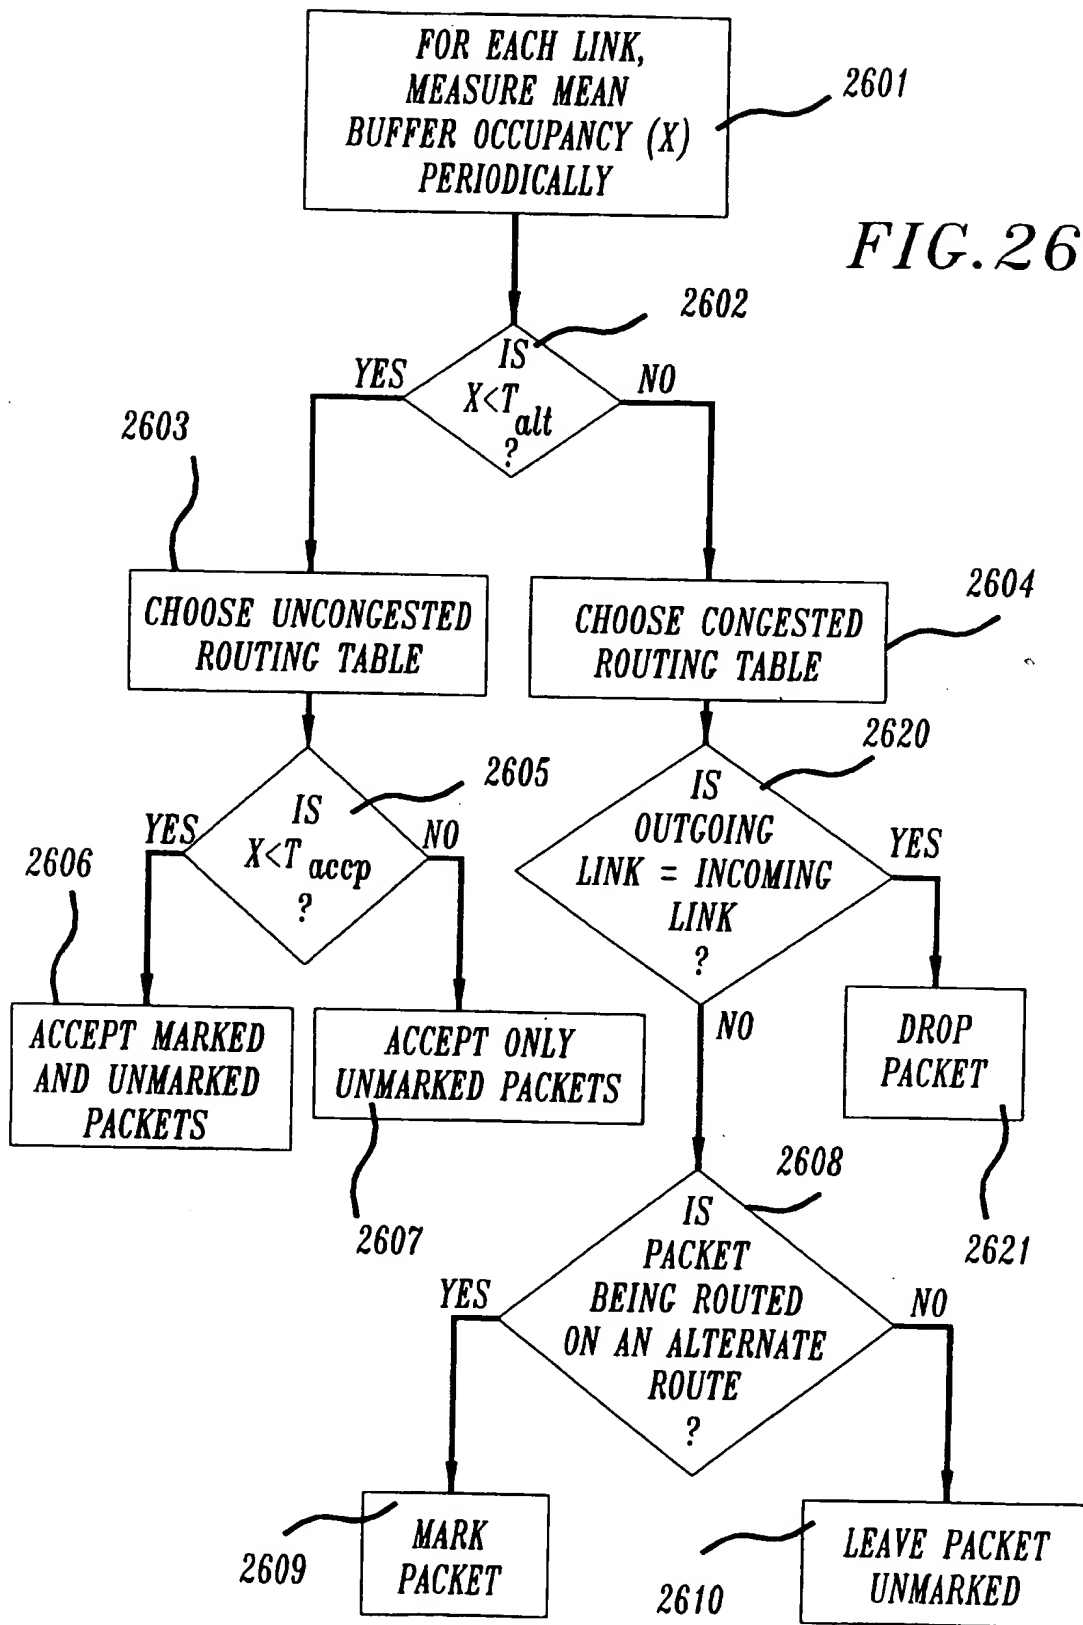 FOR EACH LINK,
MEASURE MEAN
BUFFER OCCUPANCY (X)
PERIODICALLY
2601
FIG.26
2602
IS
X<T alt
?
YES
NO
2603
CHOOSE UNCONGESTED
ROUTING TABLE
CHOOSE CONGESTED
ROUTING TABLE
2604
2605
IS
X<T accp
?
YES
NO
2620
IS
OUTGOING
LINK = INCOMING
LINK
?
YES
NO
2606
ACCEPT MARKED
AND UNMARKED
PACKETS
ACCEPT ONLY
UNMARKED PACKETS
2607
DROP
PACKET
2621
2608
IS
PACKET
BEING ROUTED
ON AN ALTERNATE
ROUTE
?
YES
NO
2609
MARK
PACKET
2610
LEAVE PACKET
UNMARKED